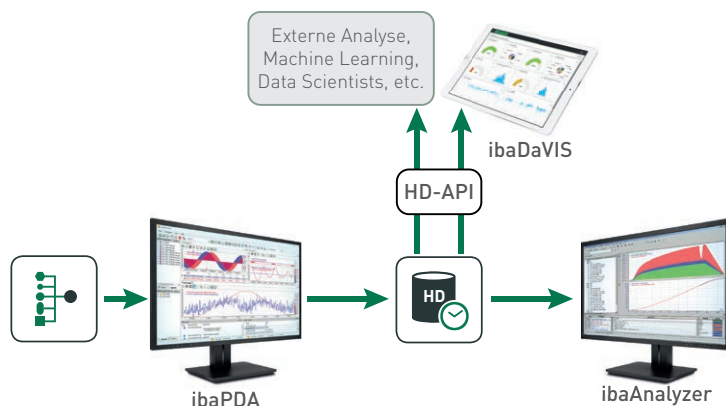 Externe Analyse,
Machine Learning,
Data Scientists, etc.
ibaDaVIS
HD-API
HD
ibaPDA
ibaAnalyzer